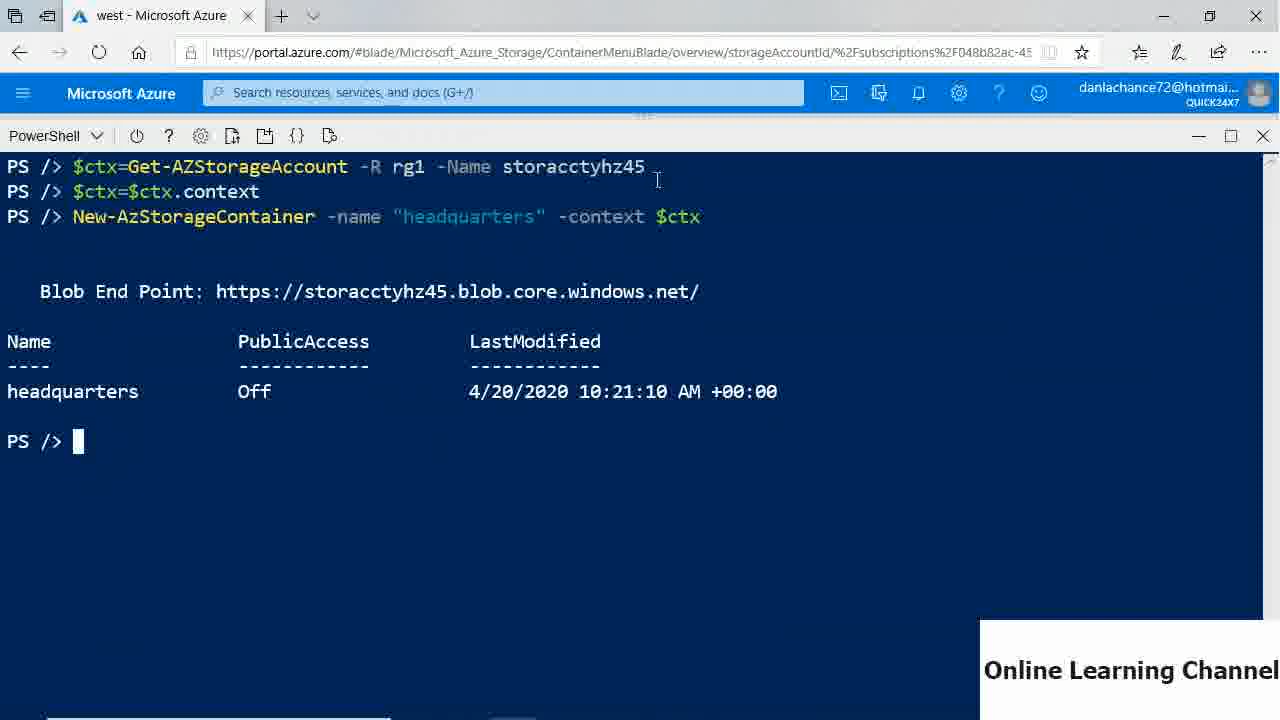 west - Microsoft Azure
https://portal.azure.com/#blade/Microsoft_Azure_Storage/ContainerMenuBlade/overview/storageAccountId/%2Fsubscriptions%2F048b82ac-45
Microsoft Azure
Search resources, services, and docs (G+/)
danlachance72@hotmai...
QUICK24X7
PowerShell
PS /> $ctx=Get-AZStorageAccount -R rg1 -Name storacctyhz45
PS /> $ctx=$ctx.context
PS /> New-AzStorageContainer -name "headquarters" -context $ctx
Blob End Point: https://storacctyhz45.blob.core.windows.net/
Name PublicAccess LastModified
---- ------------ ------------
headquarters Off 4/20/2020 10:21:10 AM +00:00
PS />
Online Learning Channel